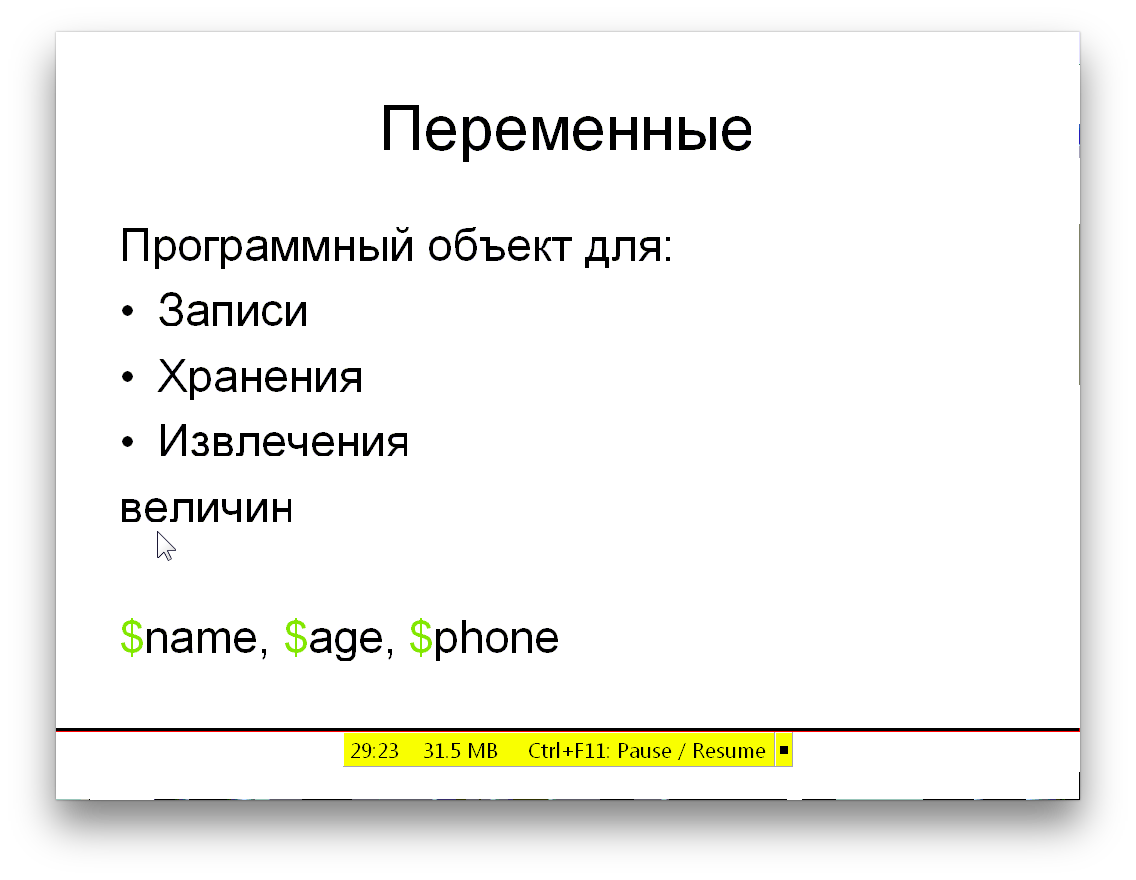 Переменные
Программный объект для:
• Записи
• Хранения
• Извлечения
величин
$name, $age, $phone
29:23 31.5 MB Ctrl+F11: Pause / Resume